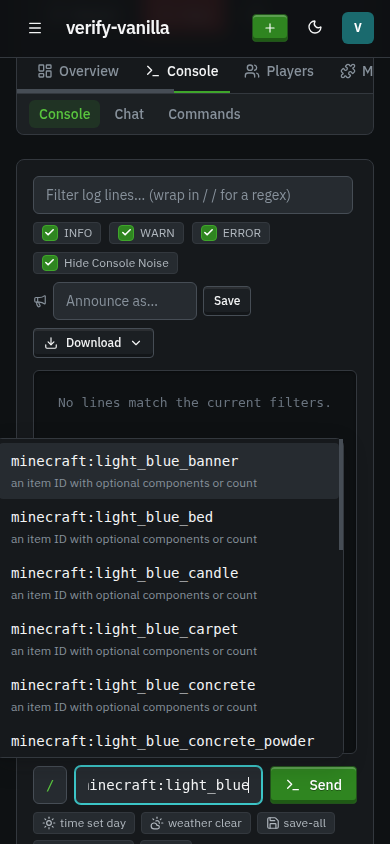 verify-vanilla
V
Overview
Console
Players
M
Console
Chat
Commands
Filter log lines... (wrap in / / for a regex)
INFO
WARN
ERROR
Hide Console Noise
Announce as...
Save
Download
No lines match the current filters.
minecraft:light_blue_banner
an item ID with optional components or count
minecraft:light_blue_bed
an item ID with optional components or count
minecraft:light_blue_candle
an item ID with optional components or count
minecraft:light_blue_carpet
an item ID with optional components or count
minecraft:light_blue_concrete
an item ID with optional components or count
minecraft:light_blue_concrete_powder
/
inecraft:light_blue
Send
time set day
weather clear
save-all